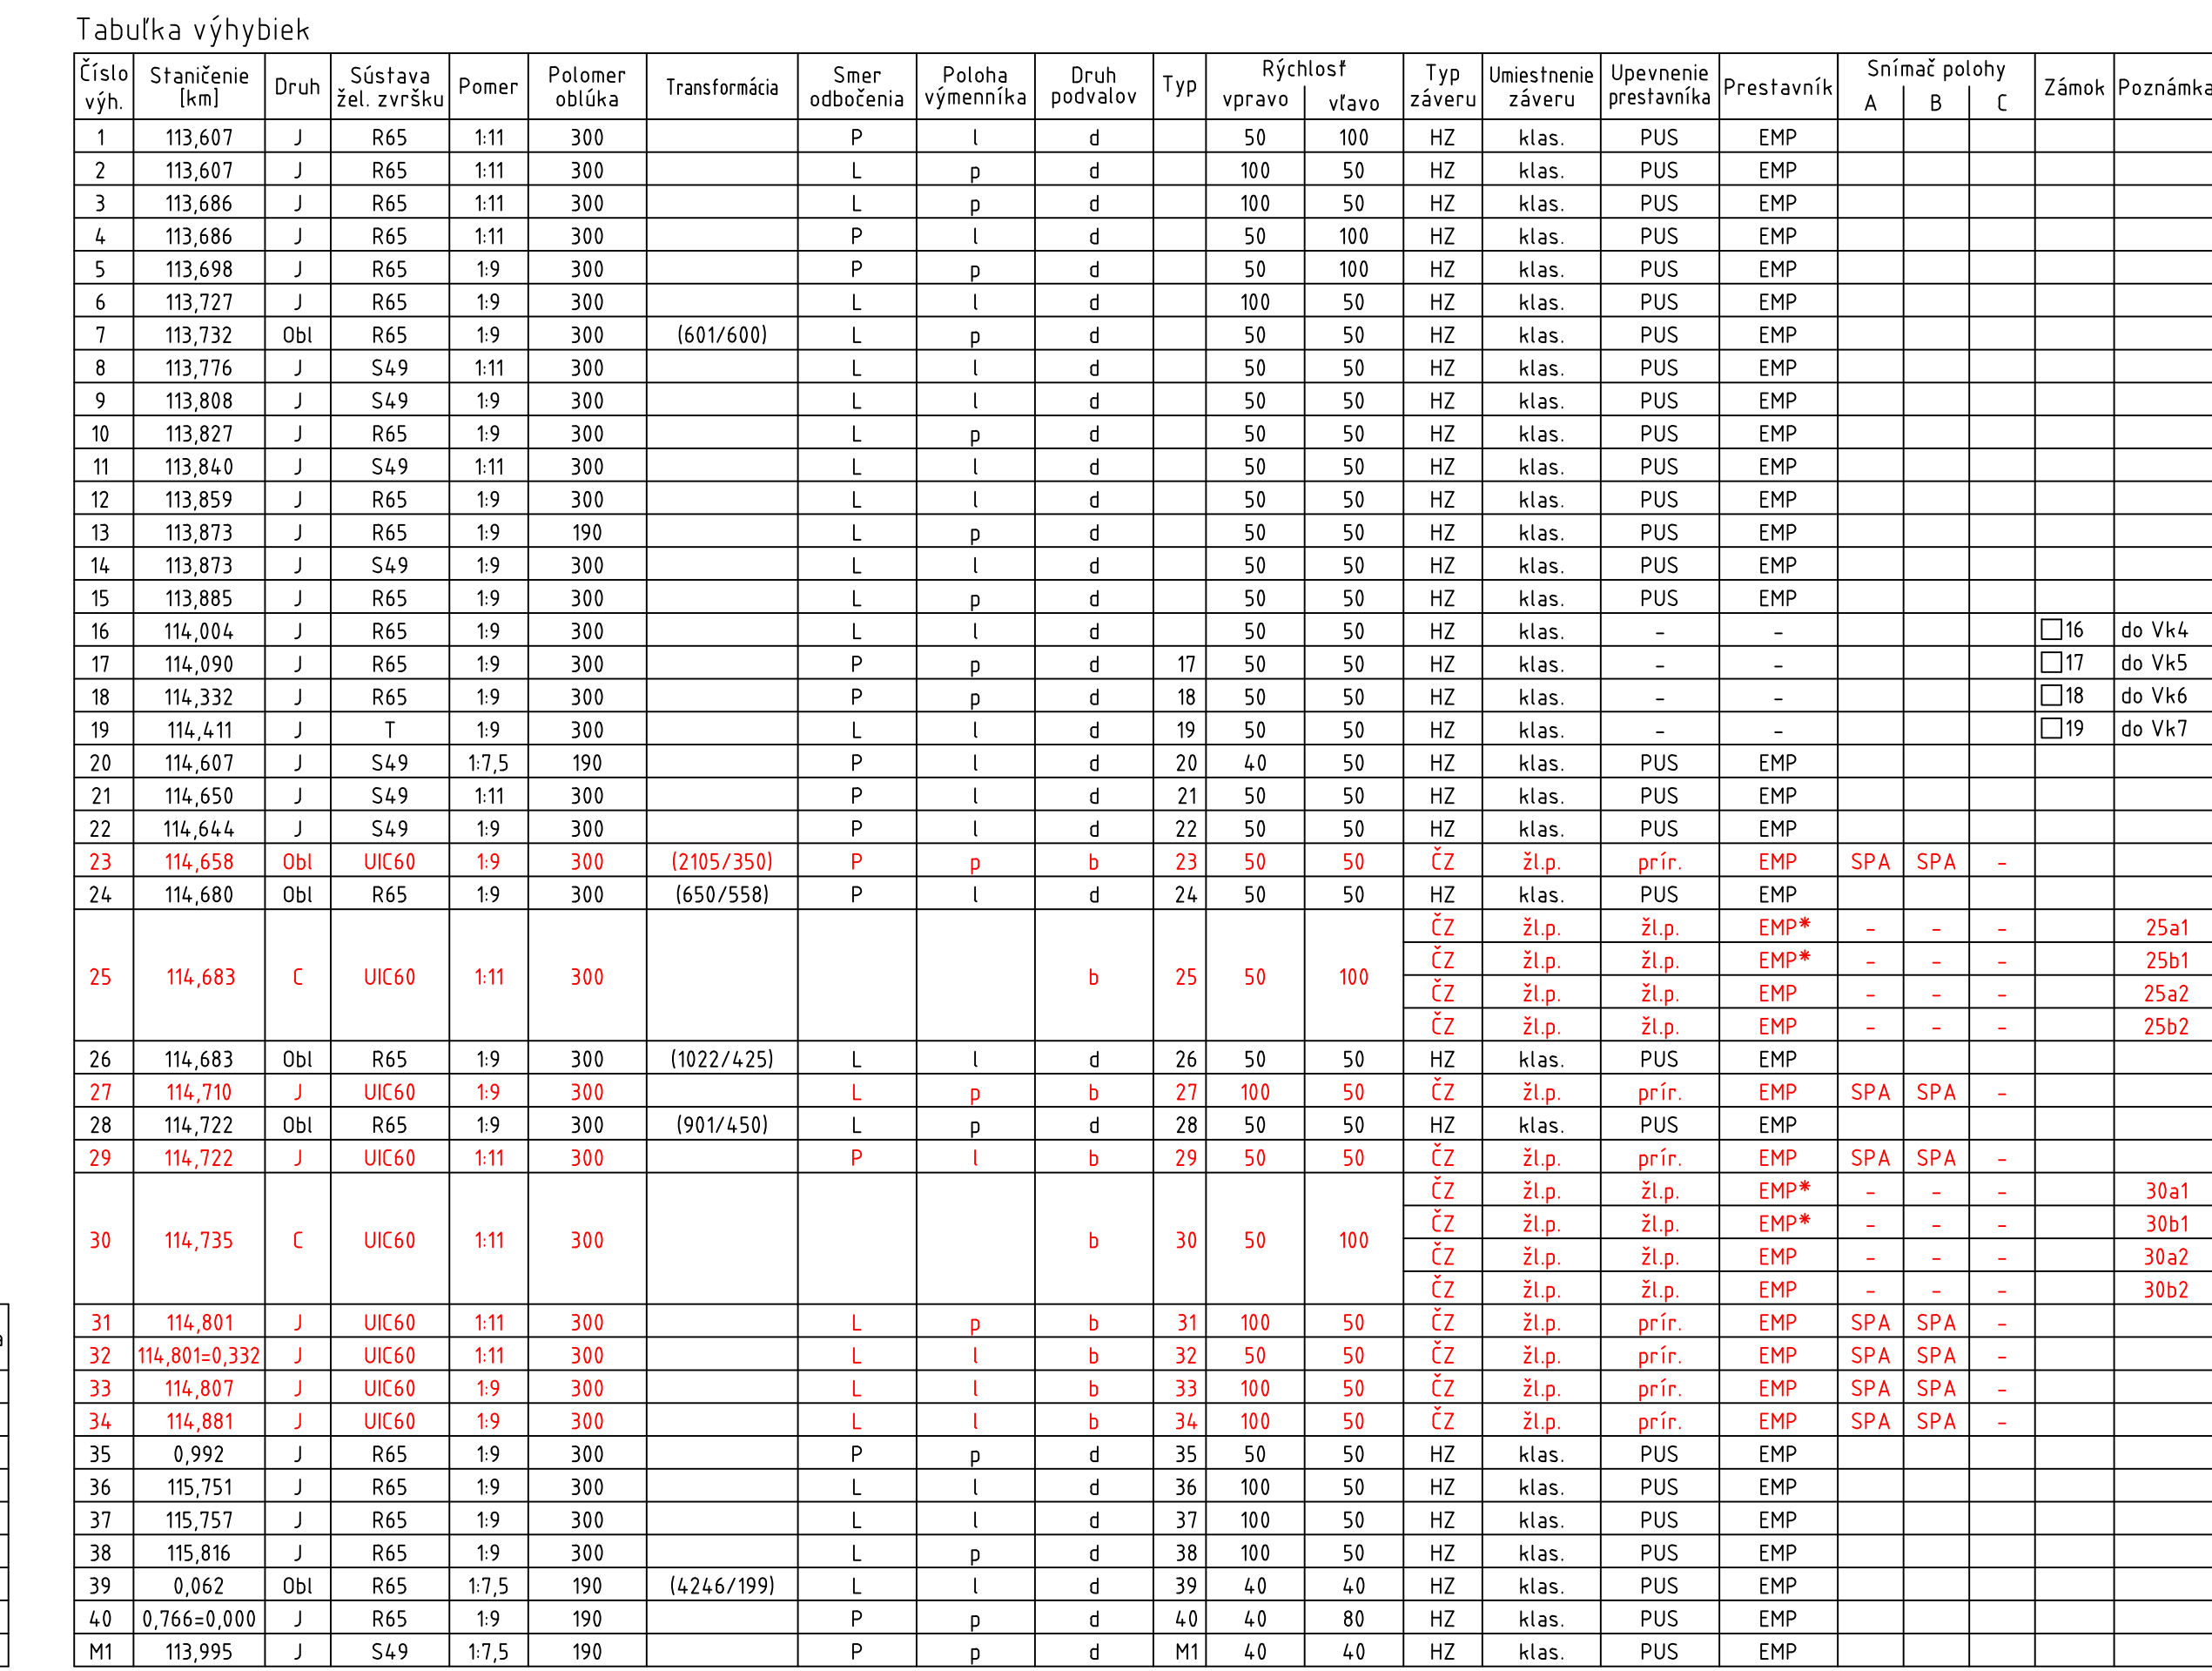 Tabuľka výhybiek
Číslo výh. Staničenie [km] Druh Sústava žel. zvršku Pomer Polomer oblúka Transformácia Smer odbočenia Poloha výmenníka Druh podvalov Typ Rýchlosť vpravo vľavo Typ záveru Umiestnenie záveru Upevnenie prestavníka Prestavník Snímač polohy A B C Zámok Poznámka
1 113,607 J R65 1:11 300 P l d 50 100 HZ klas. PUS EMP
2 113,607 J R65 1:11 300 L p d 100 50 HZ klas. PUS EMP
3 113,686 J R65 1:11 300 L p d 100 50 HZ klas. PUS EMP
4 113,686 J R65 1:11 300 P l d 50 100 HZ klas. PUS EMP
5 113,698 J R65 1:9 300 P p d 50 100 HZ klas. PUS EMP
6 113,727 J R65 1:9 300 L l d 100 50 HZ klas. PUS EMP
7 113,732 Obl R65 1:9 300 (601/600) L p d 50 50 HZ klas. PUS EMP
8 113,776 J S49 1:11 300 L l d 50 50 HZ klas. PUS EMP
9 113,808 J S49 1:9 300 L l d 50 50 HZ klas. PUS EMP
10 113,827 J R65 1:9 300 L p d 50 50 HZ klas. PUS EMP
11 113,840 J S49 1:11 300 L l d 50 50 HZ klas. PUS EMP
12 113,859 J R65 1:9 300 L l d 50 50 HZ klas. PUS EMP
13 113,873 J R65 1:9 190 L p d 50 50 HZ klas. PUS EMP
14 113,873 J S49 1:9 300 L l d 50 50 HZ klas. PUS EMP
15 113,885 J R65 1:9 300 L p d 50 50 HZ klas. PUS EMP
16 114,004 J R65 1:9 300 L l d 50 50 HZ klas. - - □16 do Vk4
17 114,090 J R65 1:9 300 P p d 17 50 50 HZ klas. - - □17 do Vk5
18 114,332 J R65 1:9 300 P p d 18 50 50 HZ klas. - - □18 do Vk6
19 114,411 J T 1:9 300 L l d 19 50 50 HZ klas. - - □19 do Vk7
20 114,607 J S49 1:7,5 190 P l d 20 40 50 HZ klas. PUS EMP
21 114,650 J S49 1:11 300 P l d 21 50 50 HZ klas. PUS EMP
22 114,644 J S49 1:9 300 P l d 22 50 50 HZ klas. PUS EMP
23 114,658 Obl UIC60 1:9 300 (2105/350) P p b 23 50 50 ČZ žl.p. prír. EMP SPA SPA -
24 114,680 Obl R65 1:9 300 (650/558) P l d 24 50 50 HZ klas. PUS EMP
25 114,683 C UIC60 1:11 300 b 25 50 100
ČZ žl.p. žl.p. EMP* - - - 25a1
ČZ žl.p. žl.p. EMP* - - - 25b1
ČZ žl.p. žl.p. EMP - - - 25a2
ČZ žl.p. žl.p. EMP - - - 25b2
26 114,683 Obl R65 1:9 300 (1022/425) L l d 26 50 50 HZ klas. PUS EMP
27 114,710 J UIC60 1:9 300 L p b 27 100 50 ČZ žl.p. prír. EMP SPA SPA -
28 114,722 Obl R65 1:9 300 (901/450) L p d 28 50 50 HZ klas. PUS EMP
29 114,722 J UIC60 1:11 300 P l b 29 50 50 ČZ žl.p. prír. EMP SPA SPA -
30 114,735 C UIC60 1:11 300 b 30 50 100
ČZ žl.p. žl.p. EMP* - - - 30a1
ČZ žl.p. žl.p. EMP* - - - 30b1
ČZ žl.p. žl.p. EMP - - - 30a2
ČZ žl.p. žl.p. EMP - - - 30b2
31 114,801 J UIC60 1:11 300 L p b 31 100 50 ČZ žl.p. prír. EMP SPA SPA -
32 114,801=0,332 J UIC60 1:11 300 L l b 32 50 50 ČZ žl.p. prír. EMP SPA SPA -
33 114,807 J UIC60 1:9 300 L l b 33 100 50 ČZ žl.p. prír. EMP SPA SPA -
34 114,881 J UIC60 1:9 300 L l b 34 100 50 ČZ žl.p. prír. EMP SPA SPA -
35 0,992 J R65 1:9 300 P p d 35 50 50 HZ klas. PUS EMP
36 115,751 J R65 1:9 300 L l d 36 100 50 HZ klas. PUS EMP
37 115,757 J R65 1:9 300 L l d 37 100 50 HZ klas. PUS EMP
38 115,816 J R65 1:9 300 L p d 38 100 50 HZ klas. PUS EMP
39 0,062 Obl R65 1:7,5 190 (4246/199) L l d 39 40 40 HZ klas. PUS EMP
40 0,766=0,000 J R65 1:9 190 P p d 40 40 80 HZ klas. PUS EMP
M1 113,995 J S49 1:7,5 190 P p d M1 40 40 HZ klas. PUS EMP